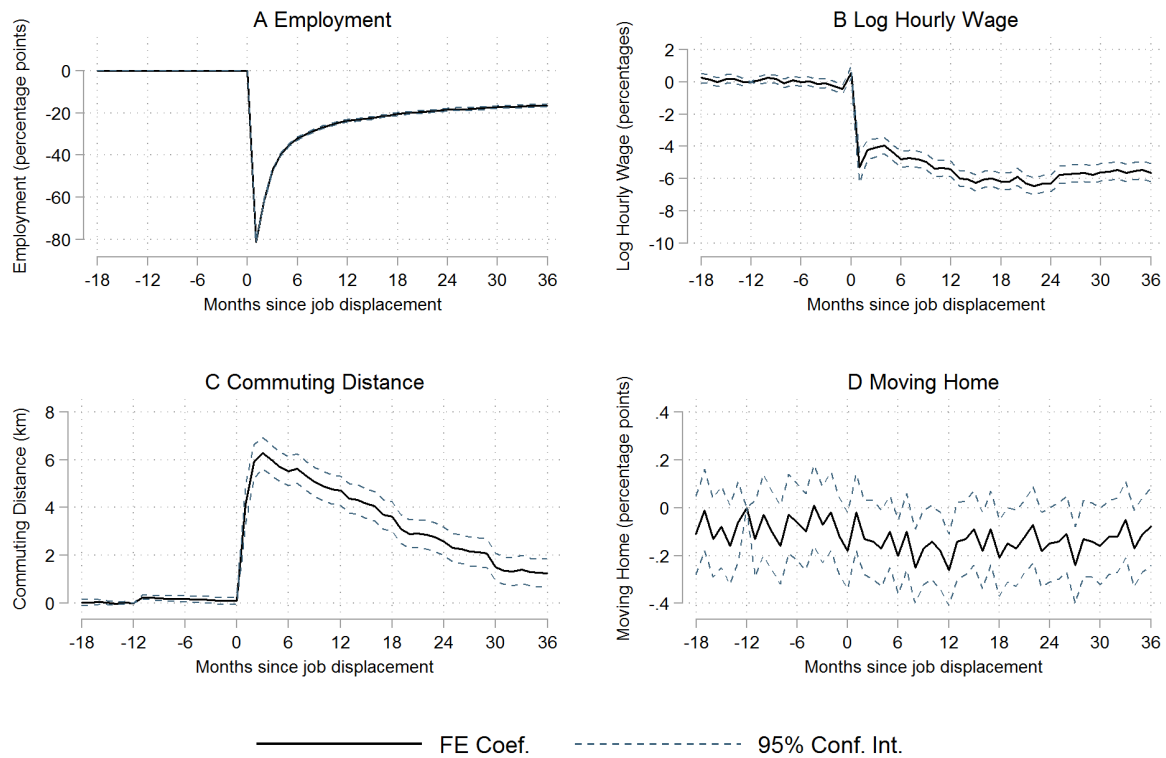 A Employment
Employment (percentage points)
0
-20
-40
-60
-80
-18 -12 -6 0 6 12 18 24 30 36
Months since job displacement
B Log Hourly Wage
Log Hourly Wage (percentages)
2
0
-2
-4
-6
-8
-10
-18 -12 -6 0 6 12 18 24 30 36
Months since job displacement
C Commuting Distance
Commuting Distance (km)
8
6
4
2
0
-18 -12 -6 0 6 12 18 24 30 36
Months since job displacement
D Moving Home
Moving Home (percentage points)
.4
.2
0
-.2
-.4
-18 -12 -6 0 6 12 18 24 30 36
Months since job displacement
FE Coef. 95% Conf. Int.